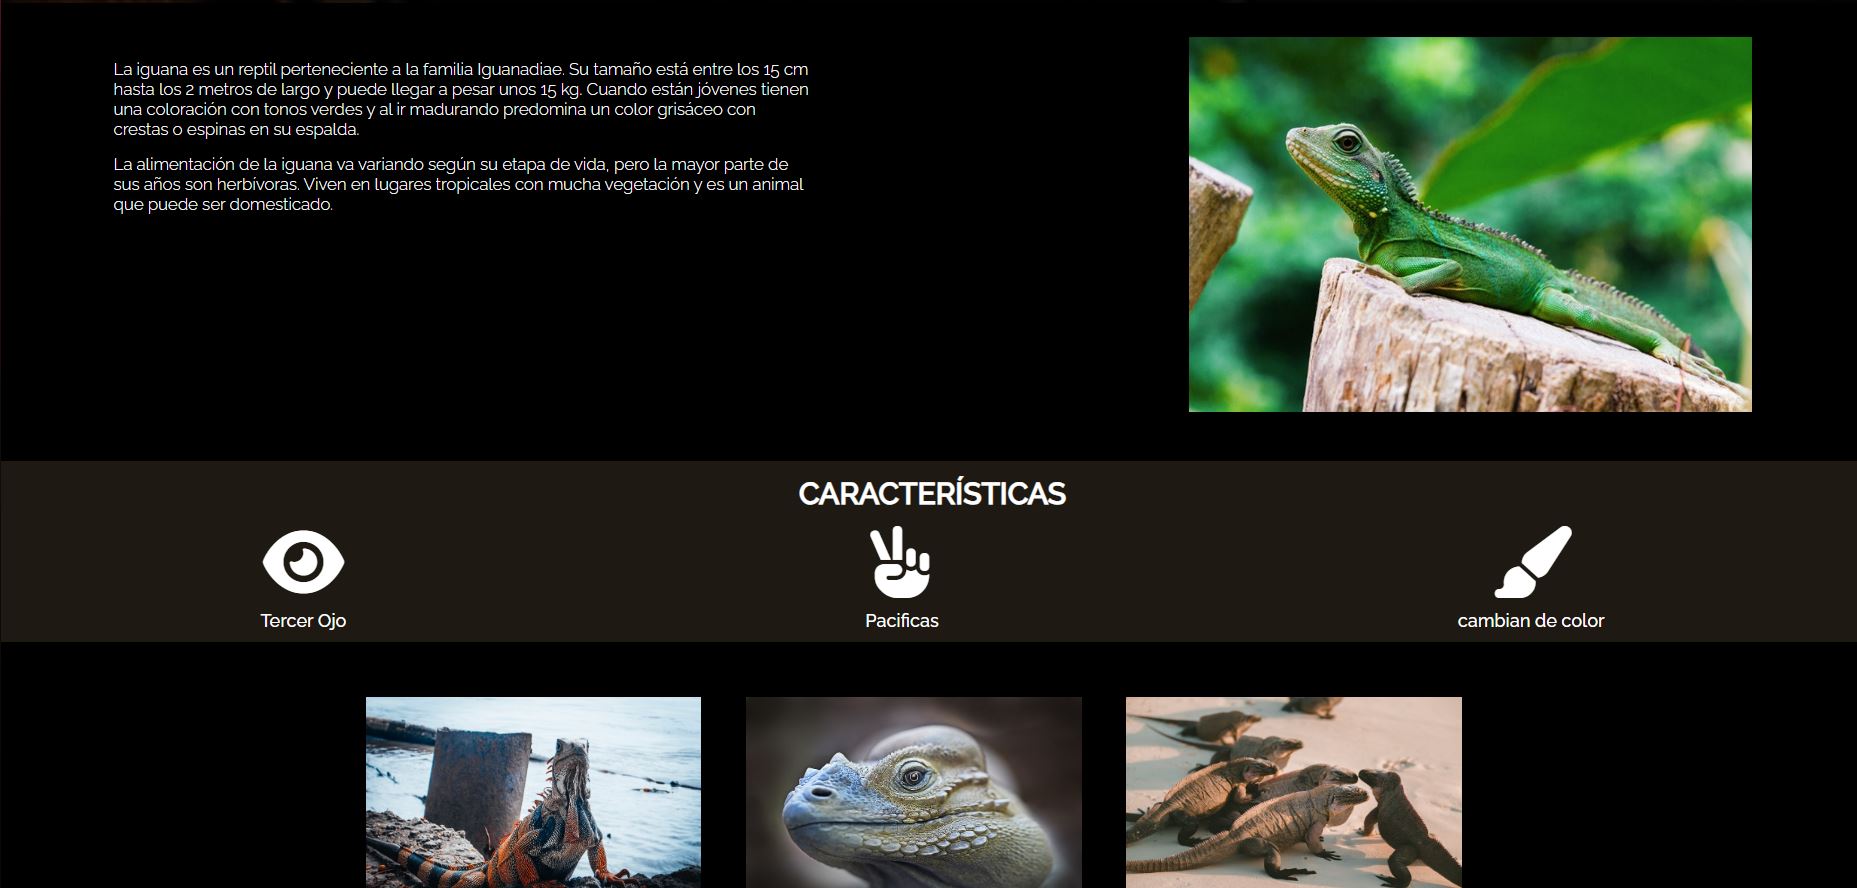 La iguana es un reptil perteneciente a la familia Iguanadiae. Su tamaño está entre los 15 cm
hasta los 2 metros de largo y puede llegar a pesar unos 15 kg. Cuando están jóvenes tienen
una coloración con tonos verdes y al ir madurando predomina un color grisáceo con
crestas o espinas en su espalda.
La alimentación de la iguana va variando según su etapa de vida, pero la mayor parte de
sus años son herbívoras. Viven en lugares tropicales con mucha vegetación y es un animal
que puede ser domesticado.
CARACTERÍSTICAS
Tercer Ojo
Pacificas
cambian de color